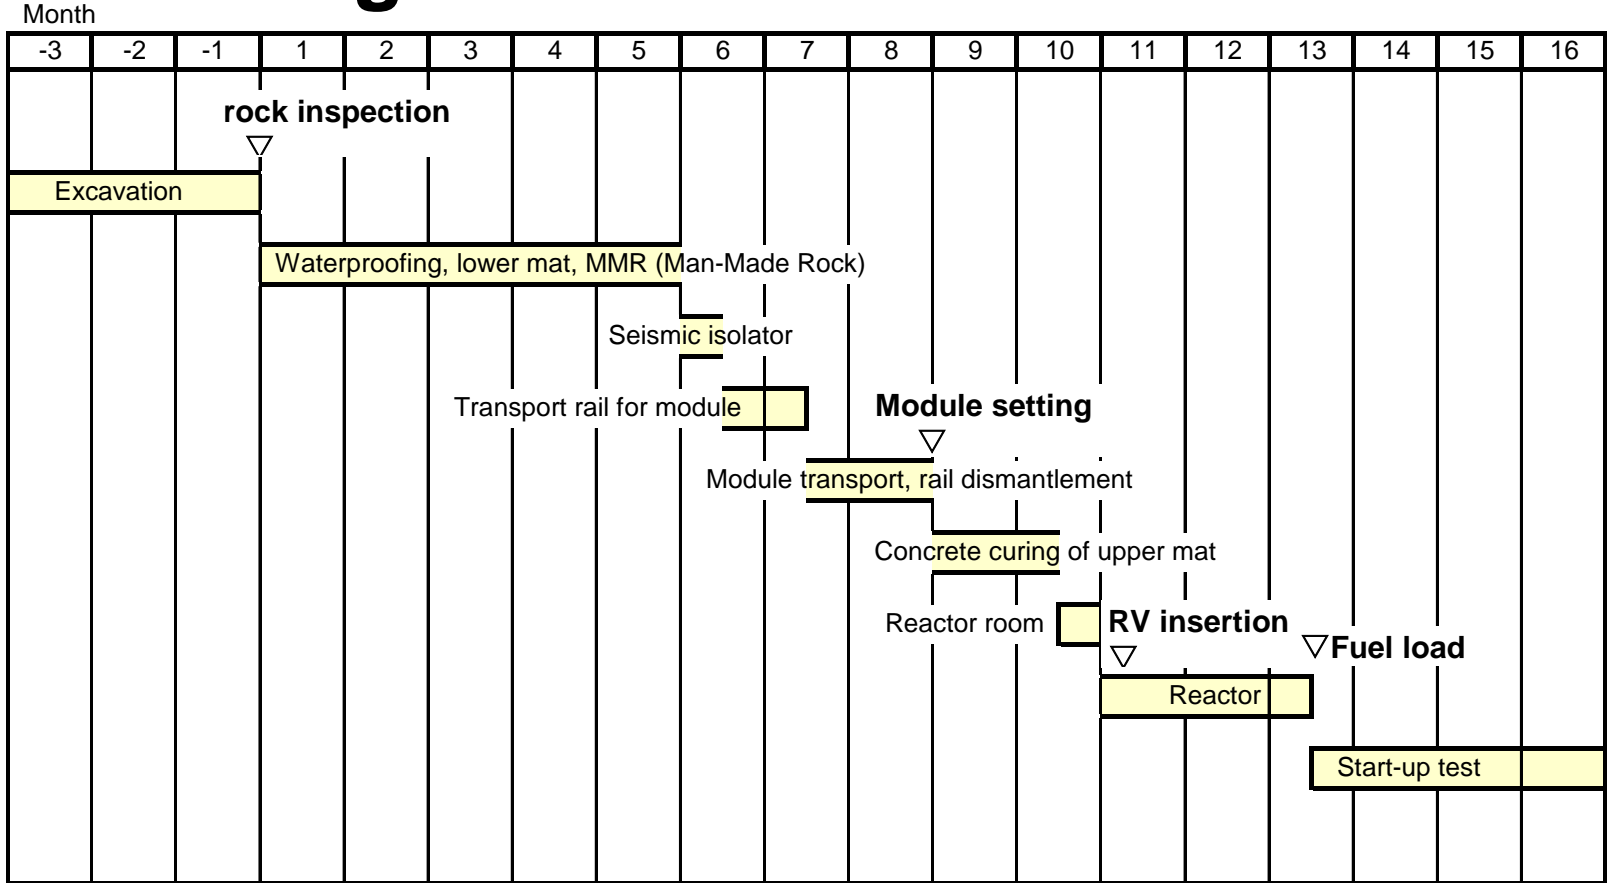 Month
-3 -2 -1 1 2 3 4 5 6 7 8 9 10 11 12 13 14 15 16
rock inspection
Excavation
Waterproofing, lower mat, MMR (Man-Made Rock)
Seismic isolator
Transport rail for module
Module setting
Module transport, rail dismantlement
Concrete curing of upper mat
Reactor room
RV insertion
Fuel load
Reactor
Start-up test